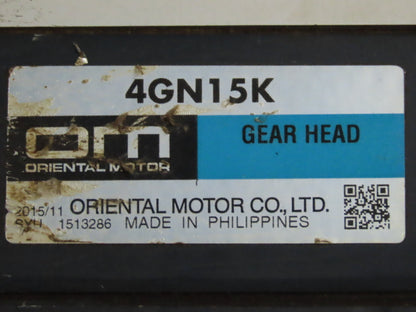 4GN15K
om
ORIENTAL MOTOR
GEAR HEAD
2015/11 ORIENTAL MOTOR CO., LTD.
1513286 MADE IN PHILIPPINES